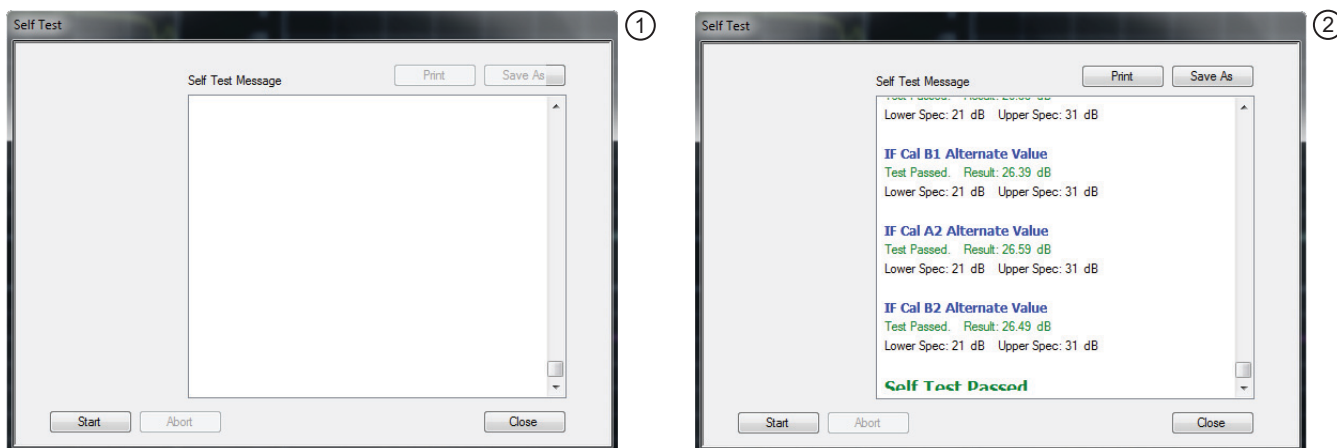 Self Test
①
Self Test Message
Print
Save As
Start
Abort
Close
Self Test
②
Self Test Message
Print
Save As
Test Passed. Result: dB
Lower Spec: 21 dB Upper Spec: 31 dB
IF Cal B1 Alternate Value
Test Passed. Result: 26.39 dB
Lower Spec: 21 dB Upper Spec: 31 dB
IF Cal A2 Alternate Value
Test Passed. Result: 26.59 dB
Lower Spec: 21 dB Upper Spec: 31 dB
IF Cal B2 Alternate Value
Test Passed. Result: 26.49 dB
Lower Spec: 21 dB Upper Spec: 31 dB
Self Test Passed
Start
Abort
Close